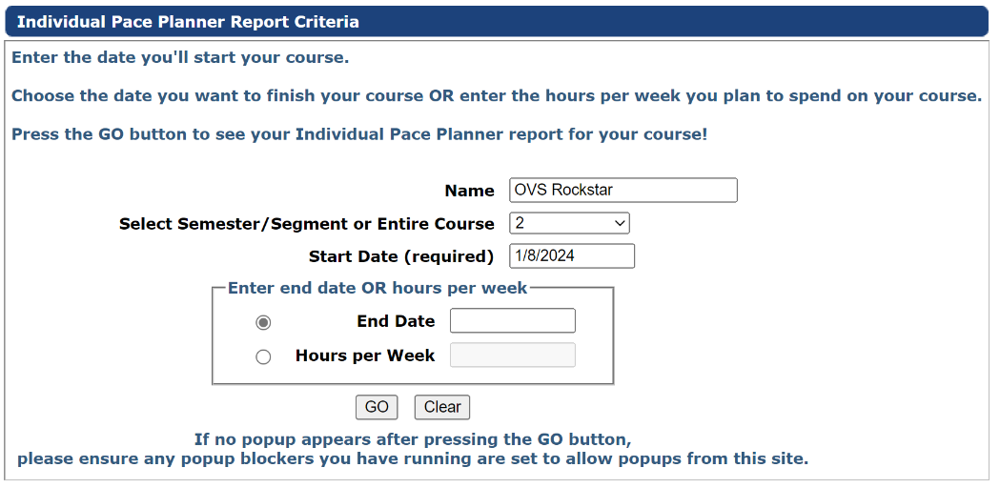 Individual Pace Planner Report Criteria
Enter the date you'll start your course.
Choose the date you want to finish your course OR enter the hours per week you plan to spend on your course.
Press the GO button to see your Individual Pace Planner report for your course!
Name OVS Rockstar
Select Semester/Segment or Entire Course 2
Start Date (required) 1/8/2024
Enter end date OR hours per week
End Date
Hours per Week
GO Clear
If no popup appears after pressing the GO button,
please ensure any popup blockers you have running are set to allow popups from this site.